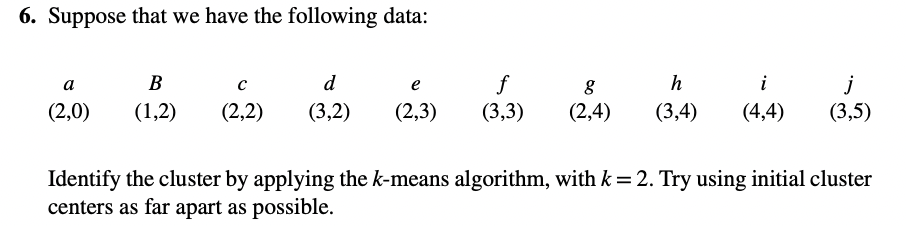 6. Suppose that we have the following data:
a B c d e f g h i j
(2,0) (1,2) (2,2) (3,2) (2,3) (3,3) (2,4) (3,4) (4,4) (3,5)
Identify the cluster by applying the k-means algorithm, with k = 2. Try using initial cluster
centers as far apart as possible.